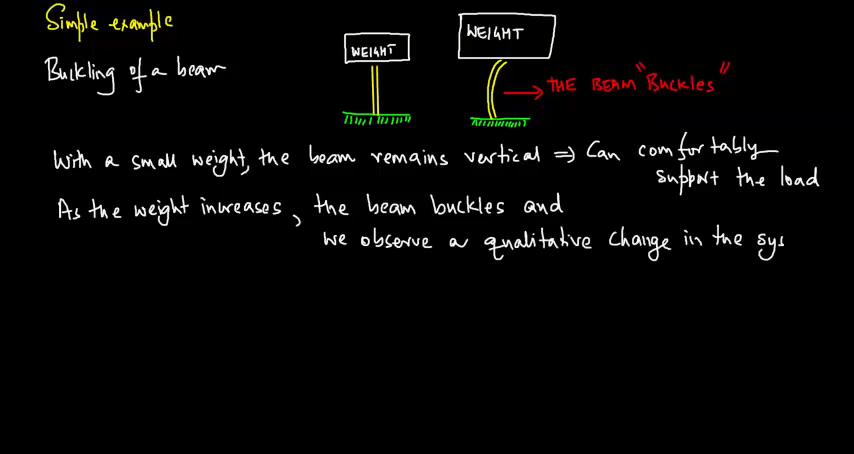 Simple example
WEIGHT
WEIGHT
Buckling of a beam
THE BEAM "Buckles"
With a small weight, the beam remains vertical ⇒ Can comfortably
support the load
As the weight increases, the beam buckles and
we observe a qualitative change in the sys